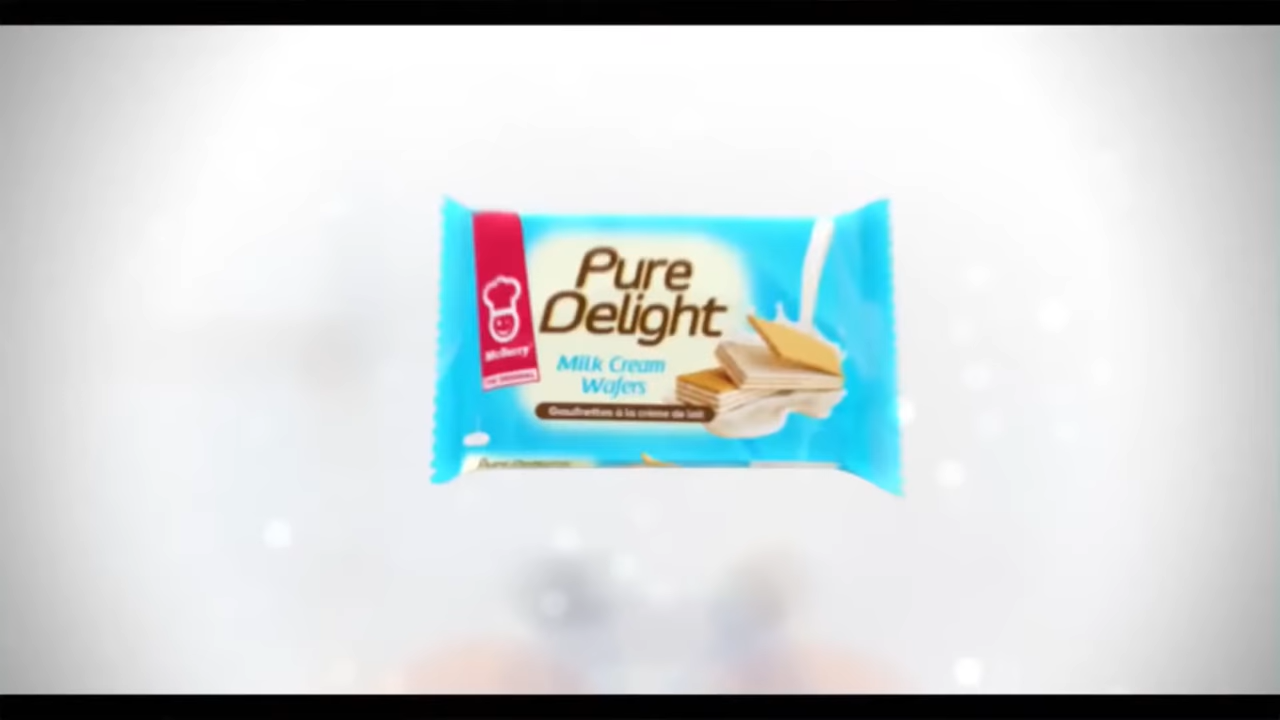 Pure
Delight
McBerry
Milk Cream
Wafers
Gaufrettes à la crème de lait